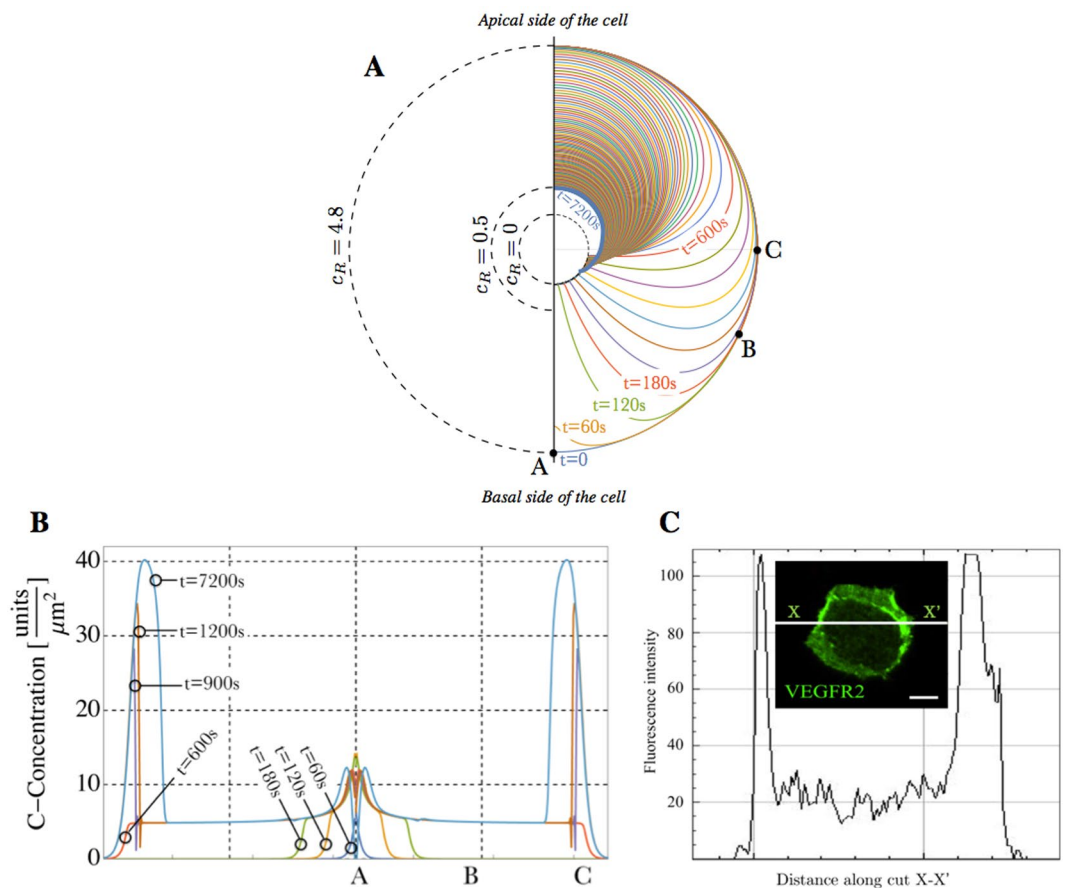 Apical side of the cell
A
c_R = 4.8
c_R = 0.5
c_R = 0
t=7200s
t=600s
C
B
t=180s
t=120s
t=60s
A
t=0
Basal side of the cell
B
C−Concentration [units/μm²]
40
30
20
10
0
t=7200s
t=1200s
t=900s
t=600s
t=180s
t=120s
t=60s
A
B
C
C
Fluorescence intensity
100
80
60
40
20
X
X'
VEGFR2
Distance along cut X-X'